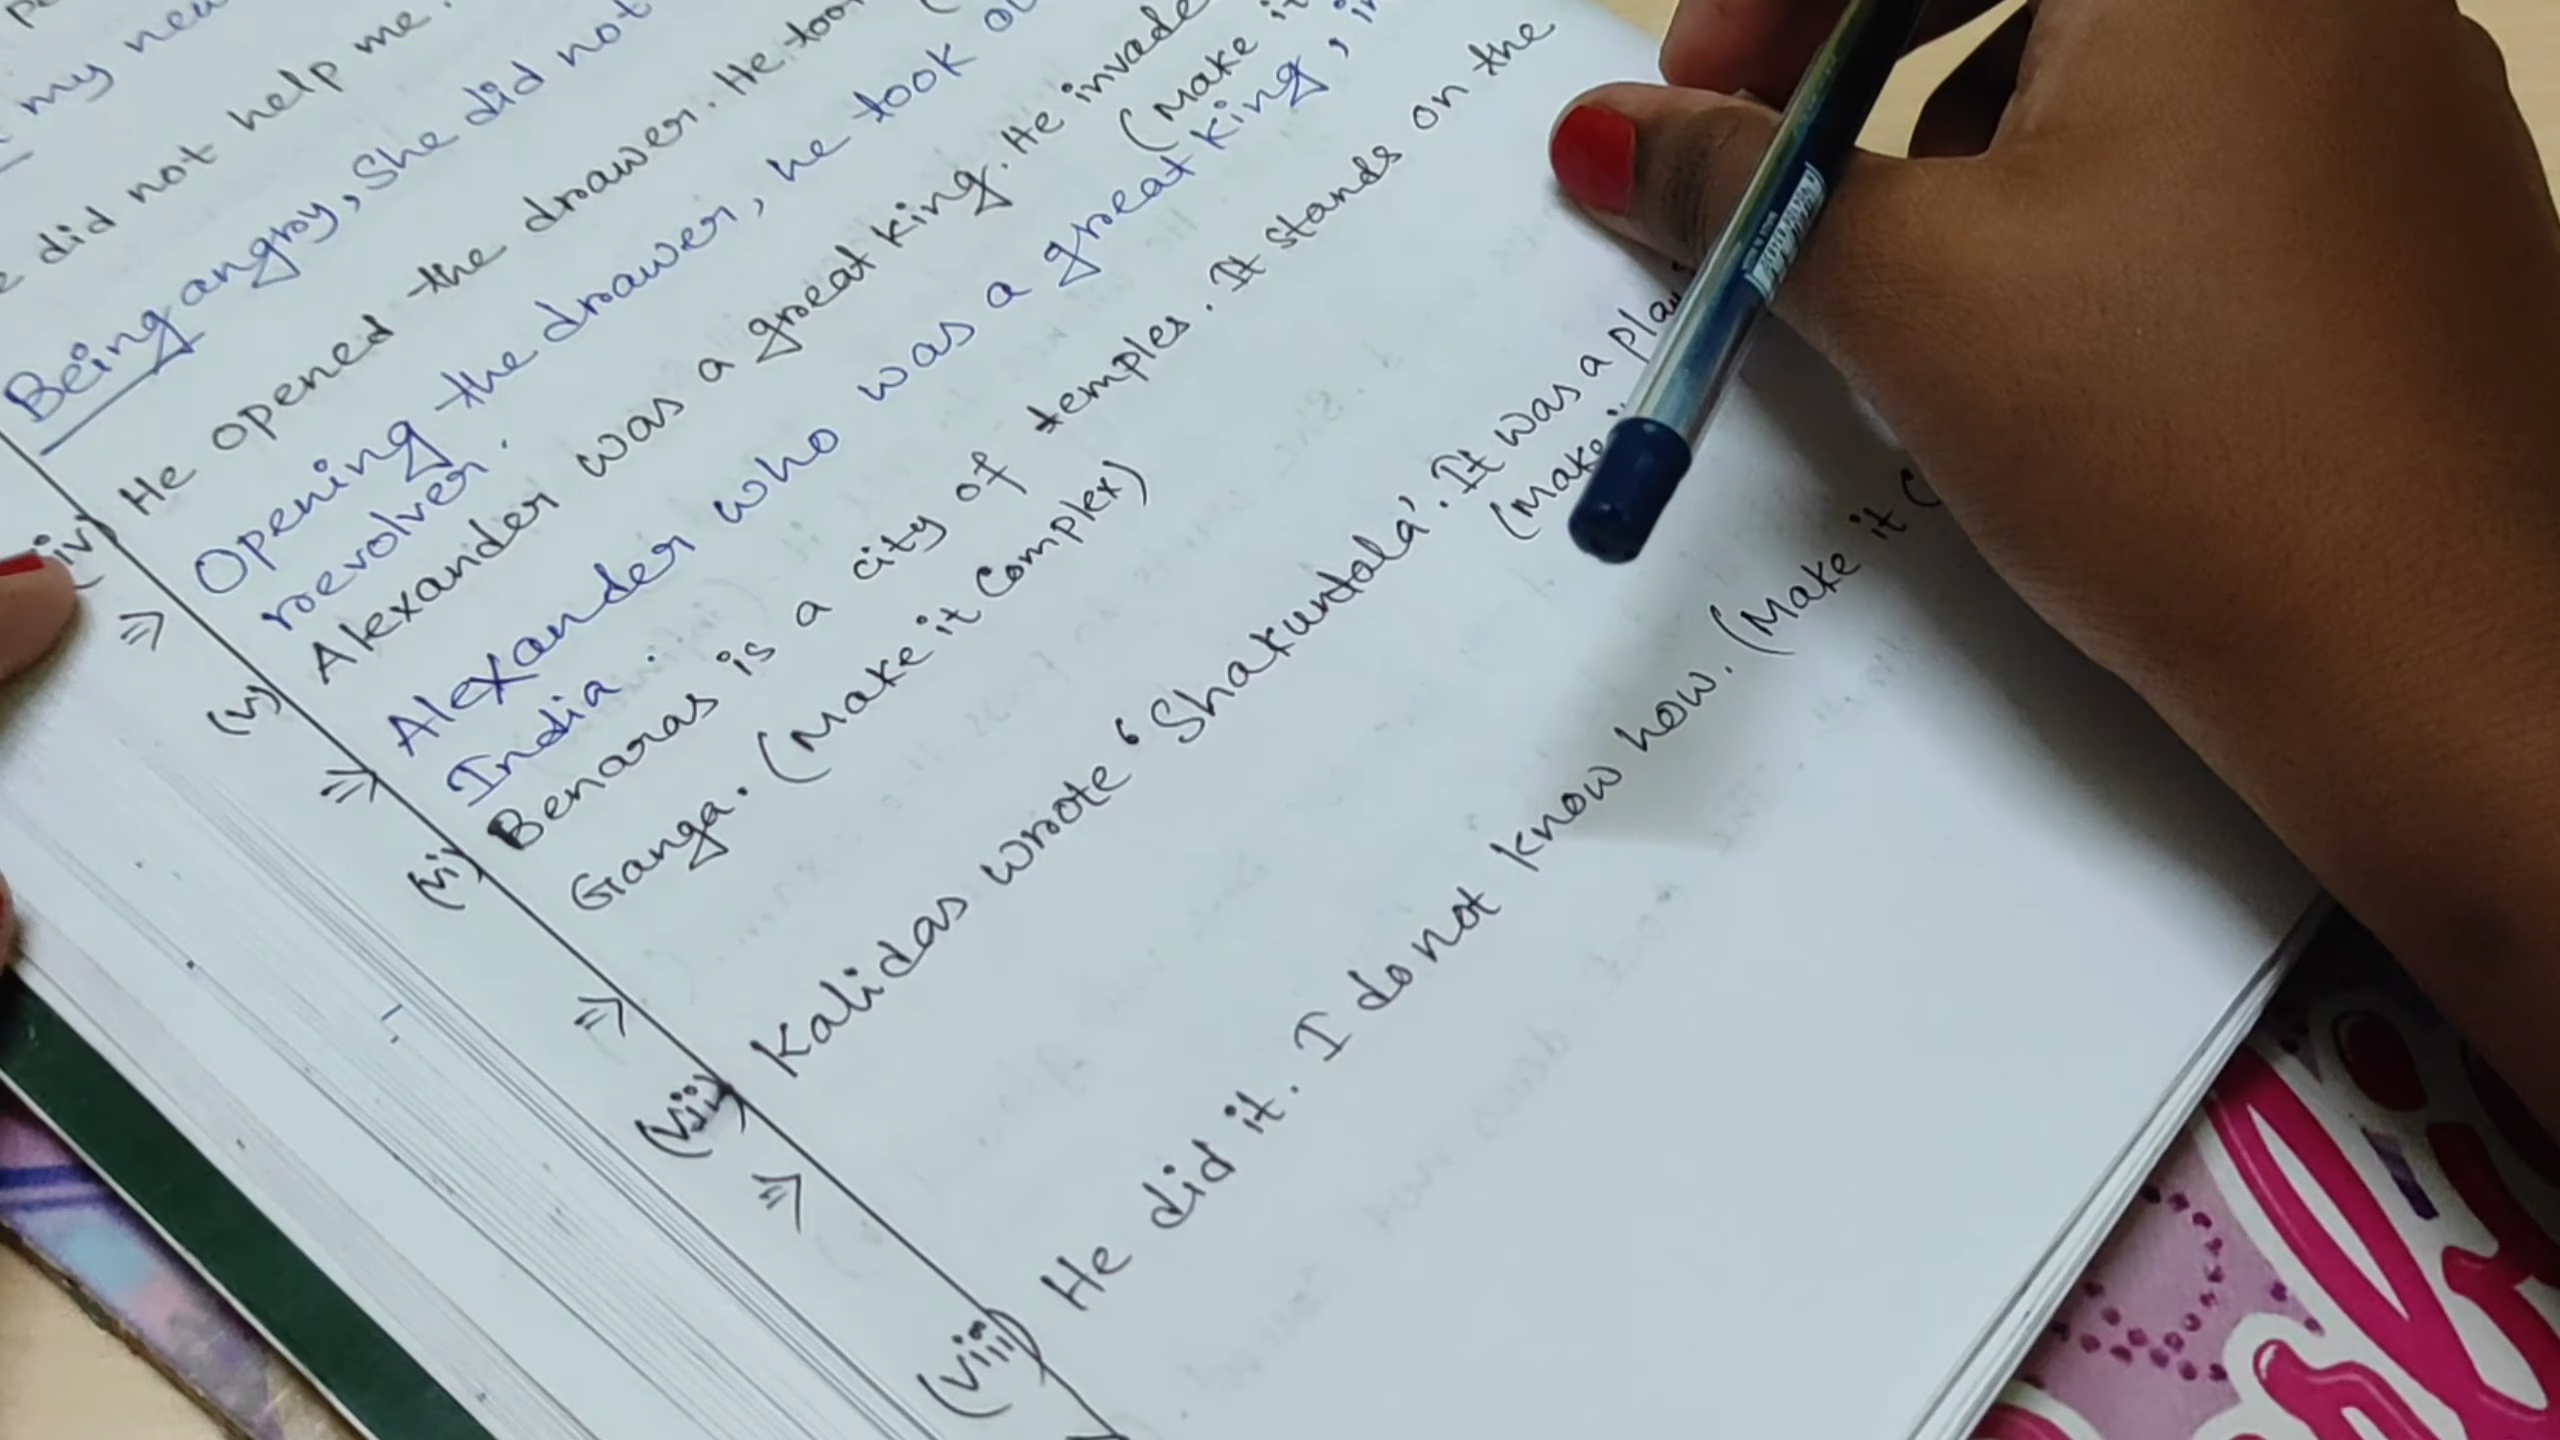 my new
did not help me.
Being angry, She did not
(iv) He opened the drawer. He took
⇒ Opening the drawer, he took
revolver.
(v) Alexander was a great king. He invade
(Make it
⇒ Alexander who was a great king,
India.
(vi) Benaras is a city of temples. It stands on the
Ganga. (Make it Complex)
⇒
(vii) Kalidas wrote 'Shakuntala'. It was a play
(Make
⇒
(viii) He did it. I do not know how. (Make it C